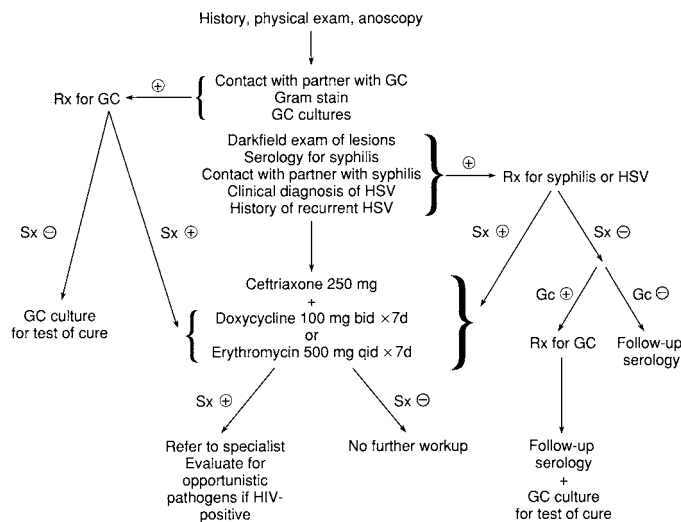 History, physical exam, anoscopy
Contact with partner with GC
Gram stain
GC cultures
⊕
Rx for GC
Darkfield exam of lesions
Serology for syphilis
Contact with partner with syphilis
Clinical diagnosis of HSV
History of recurrent HSV
⊕
Rx for syphilis or HSV
Sx ⊖
Sx ⊕
Sx ⊕
Sx ⊖
GC culture
for test of cure
Ceftriaxone 250 mg
+
Doxycycline 100 mg bid ×7d
or
Erythromycin 500 mg qid ×7d
Gc ⊕
Gc ⊖
Rx for GC
Follow-up
serology
Sx ⊕
Sx ⊖
Refer to specialist
Evaluate for
opportunistic
pathogens if HIV-
positive
No further workup
Follow-up
serology
+
GC culture
for test of cure